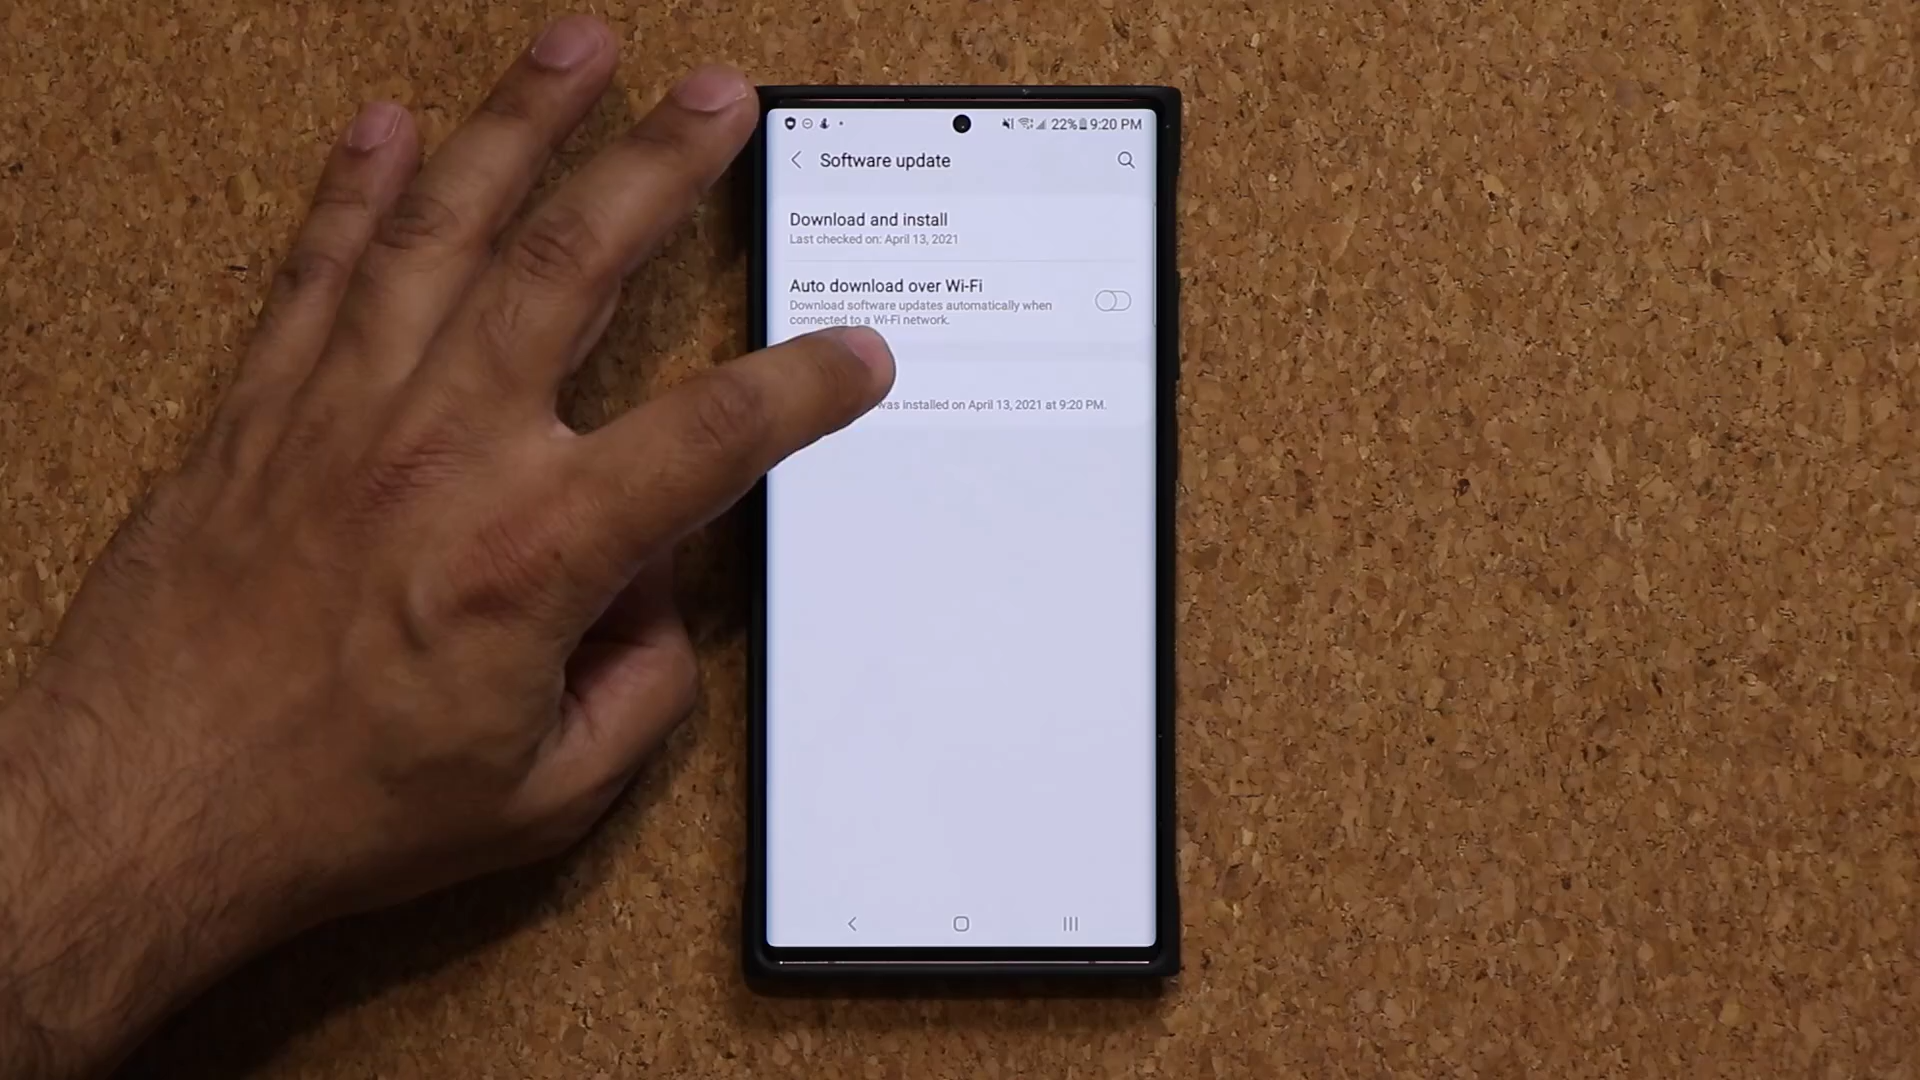 22% 9:20 PM
Software update
Download and install
Last checked on: April 13, 2021
Auto download over Wi-Fi
Download software updates automatically when
connected to a Wi-Fi network.
was installed on April 13, 2021 at 9:20 PM.